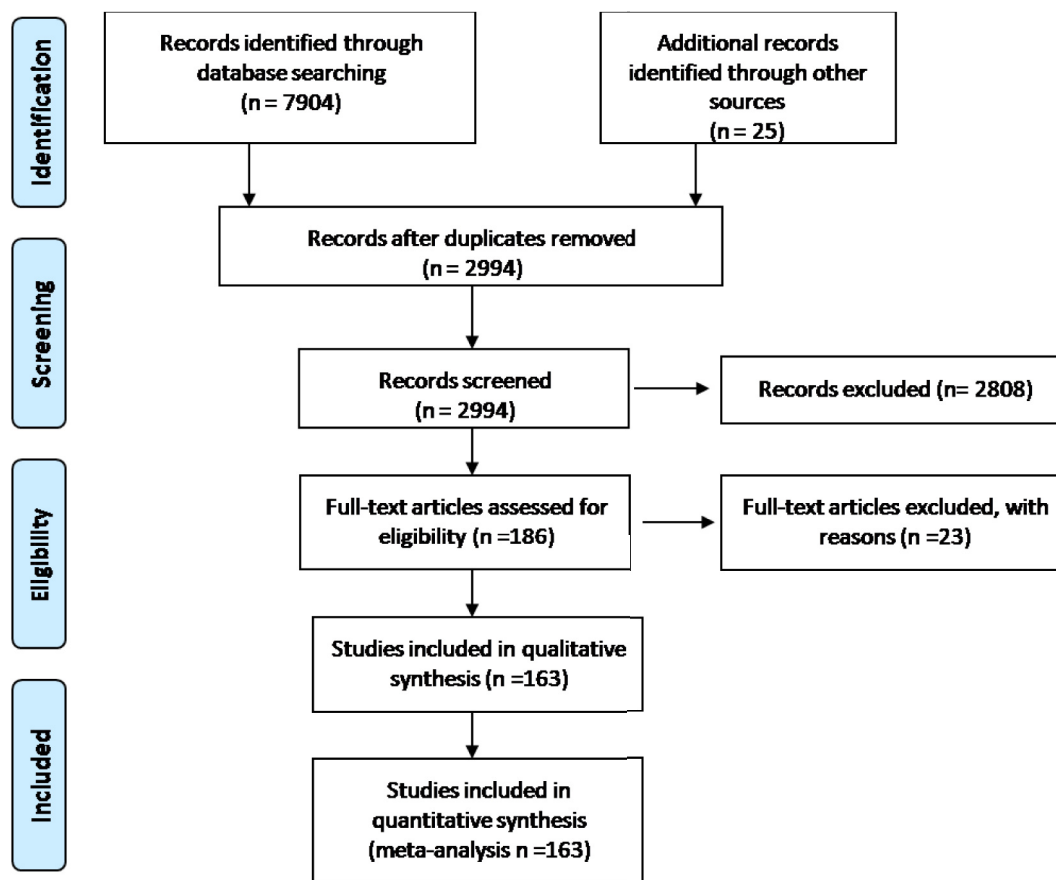 Identification
Records identified through
database searching
(n = 7904)
Additional records
identified through other
sources
(n = 25)
Screening
Records after duplicates removed
(n = 2994)
Records screened
(n = 2994)
Records excluded (n= 2808)
Eligibility
Full-text articles assessed for
eligibility (n =186)
Full-text articles excluded, with
reasons (n =23)
Studies included in qualitative
synthesis (n =163)
Included
Studies included in
quantitative synthesis
(meta-analysis n =163)